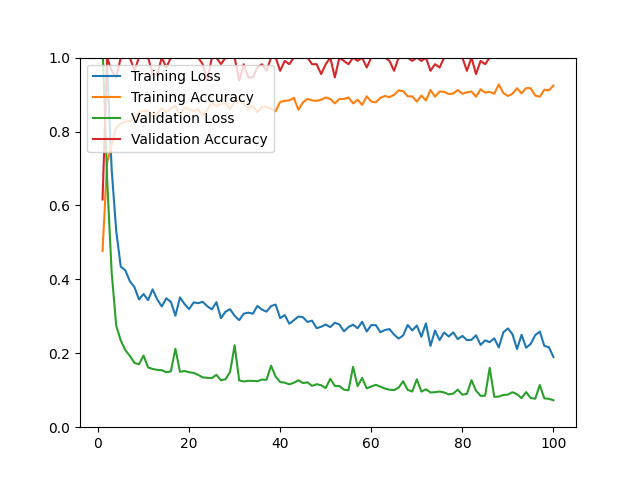 1.0
0.8
0.6
0.4
0.2
0.0
Training Loss
Training Accuracy
Validation Loss
Validation Accuracy
0 20 40 60 80 100